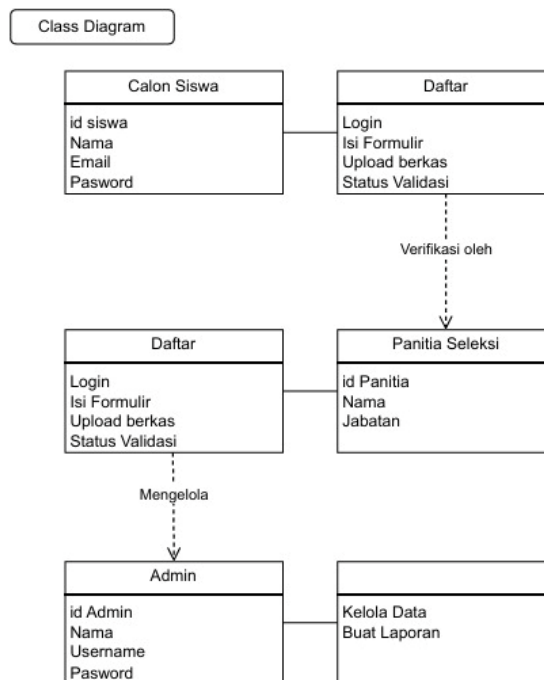 Class Diagram
Calon Siswa
id siswa
Nama
Email
Pasword
Daftar
Login
Isi Formulir
Upload berkas
Status Validasi
Verifikasi oleh
Daftar
Login
Isi Formulir
Upload berkas
Status Validasi
Panitia Seleksi
id Panitia
Nama
Jabatan
Mengelola
Admin
id Admin
Nama
Username
Pasword
Kelola Data
Buat Laporan